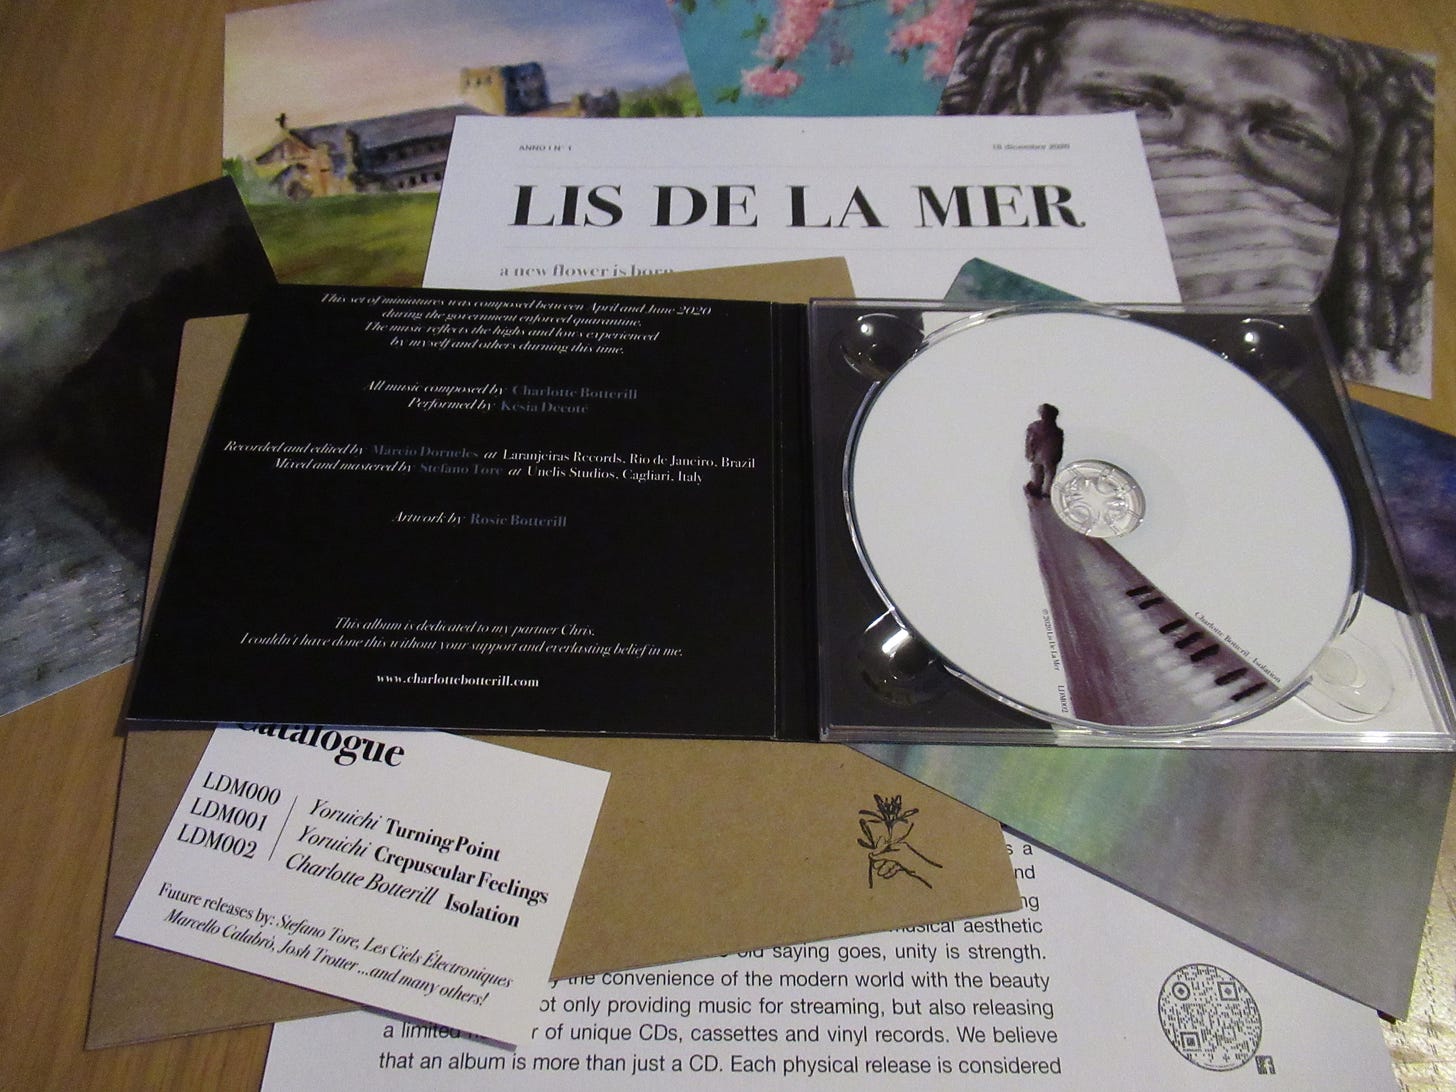 ANNO I N° 1
15 dicembre 2020
LIS DE LA MER
a new flower is born
This set of miniatures was composed between April and June 2020
during the government enforced quarantine.
The music reflects the highs and lows experienced
by myself and others durning this time.
All music composed by Charlotte Botterill
Performed by Késia Decoté
Recorded and edited by Marcio Dorneles at Laranjeiras Records, Rio de Janeiro, Brazil
Mixed and mastered by Stefano Tore at Unclis Studios, Cagliari, Italy
Artwork by Rosie Botterill
This album is dedicated to my partner Chris.
I couldn't have done this without your support and everlasting belief in me.
www.charlottebotterill.com
Charlotte Botteril Isolation
LDM002
Catalogue
LDM000
LDM001
LDM002
Yoruichi Turning Point
Yoruichi Crepuscular Feelings
Charlotte Botterill Isolation
Future releases by: Stefano Tore, Les Ciels Électroniques
Marcello Calabrò, Josh Trotter ...and many others!
s a
nd
ng
musical aesthetic
old saying goes, unity is strength.
the convenience of the modern world with the beauty
ot only providing music for streaming, but also releasing
a limited r of unique CDs, cassettes and vinyl records. We believe
that an album is more than just a CD. Each physical release is considered